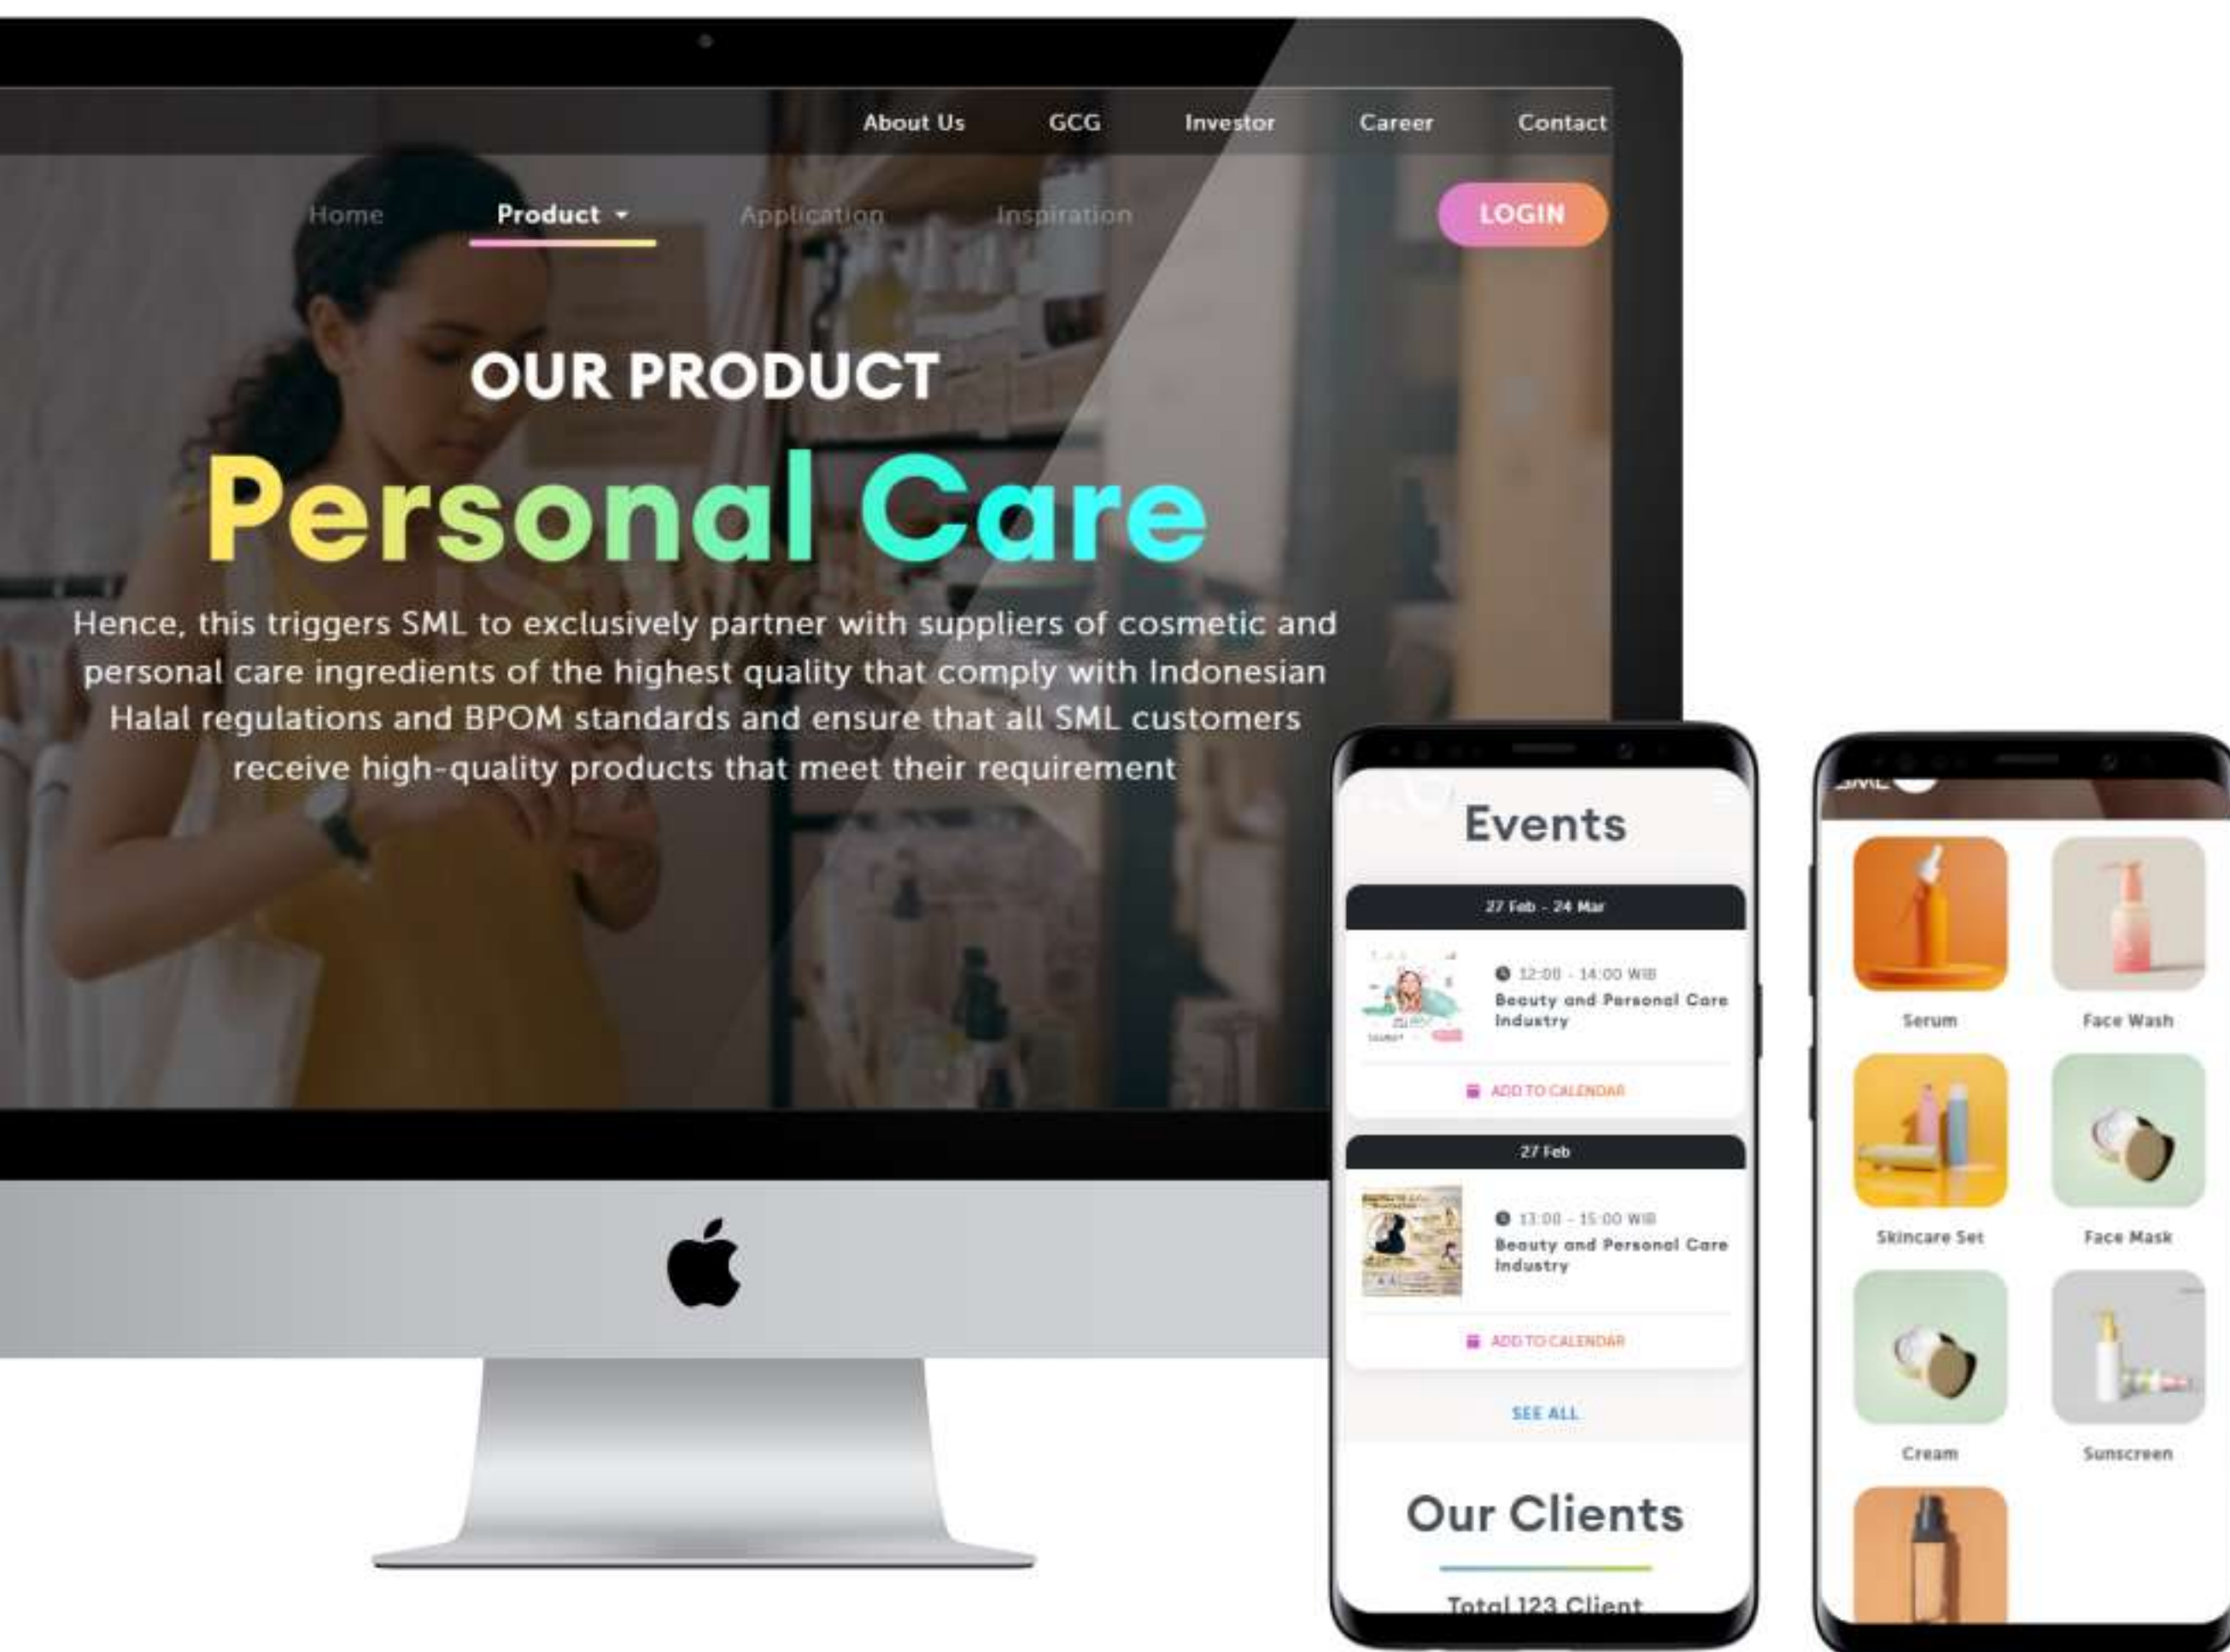 About Us GCG Investor Career Contact
Home Product Application Inspiration LOGIN
OUR PRODUCT
Personal Care
Hence, this triggers SML to exclusively partner with suppliers of cosmetic and
personal care ingredients of the highest quality that comply with Indonesian
Halal regulations and BPOM standards and ensure that all SML customers
receive high-quality products that meet their requirement
Events
27 Feb - 24 Mar
12:00 - 14:00 WIB
Beauty and Personal Care
Industry
ADD TO CALENDAR
27 Feb
13:00 - 15:00 WIB
Beauty and Personal Care
Industry
ADD TO CALENDAR
SEE ALL
Our Clients
Total 123 Client
SML
Serum Face Wash
Skincare Set Face Mask
Cream Sunscreen